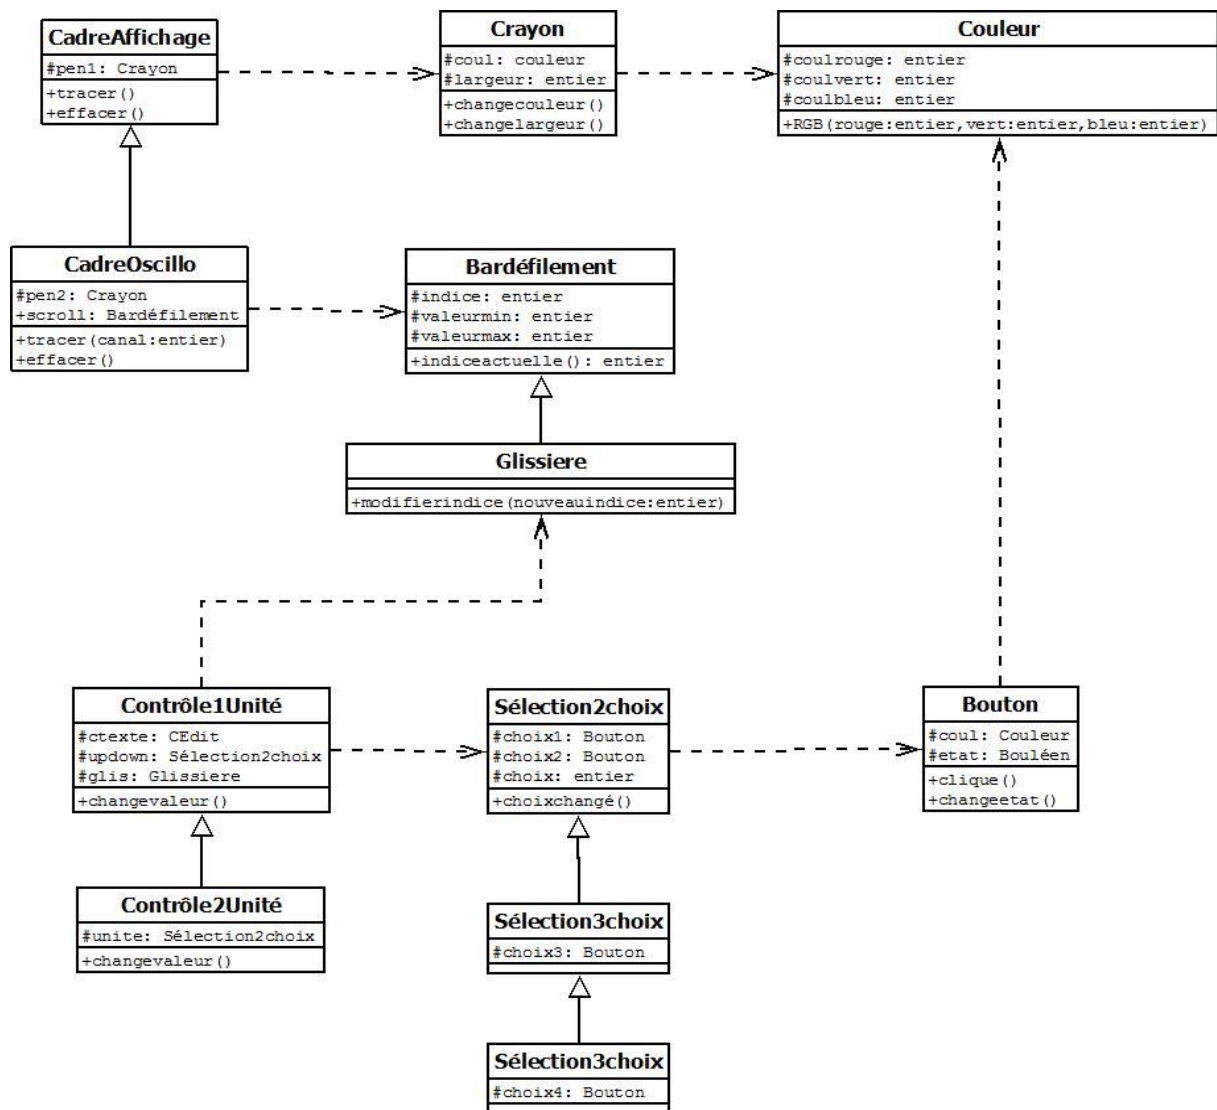 CadreAffichage
#pen1: Crayon
+tracer()
+effacer()
Crayon
#coul: couleur
#largeur: entier
+changecouleur()
+changelargeur()
Couleur
#coulrouge: entier
#coulvert: entier
#coulbleu: entier
+RGB(rouge:entier,vert:entier,bleu:entier)
CadreOscillo
#pen2: Crayon
+scroll: Bardéfilement
+tracer(canal:entier)
+effacer()
Bardéfilement
#indice: entier
#valeurmin: entier
#valeurmax: entier
+indiceactuelle(): entier
Glissiere
+modifierindice(nouveauindice:entier)
Contrôle1Unité
#ctexte: CEdit
#updown: Sélection2choix
#glis: Glissiere
+changevaleur()
Sélection2choix
#choix1: Bouton
#choix2: Bouton
#choix: entier
+choixchangé()
Bouton
#coul: Couleur
#etat: Bouléen
+clique()
+changeetat()
Contrôle2Unité
#unite: Sélection2choix
+changevaleur()
Sélection3choix
#choix3: Bouton
Sélection3choix
#choix4: Bouton